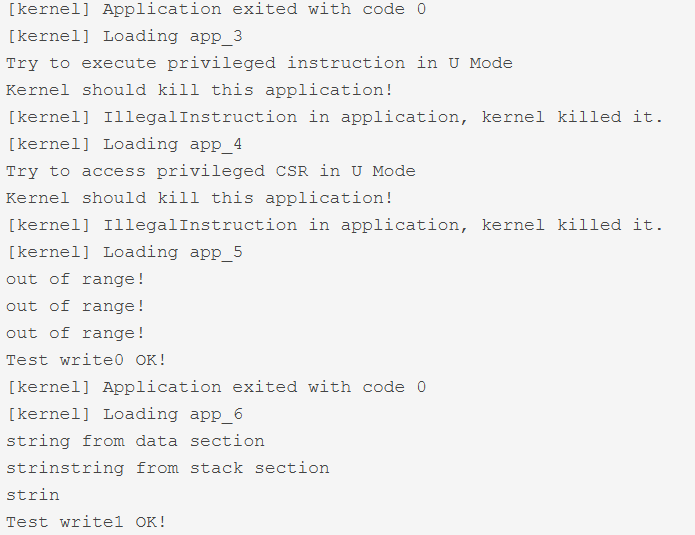 [kernel] Application exited with code 0
[kernel] Loading app_3
Try to execute privileged instruction in U Mode
Kernel should kill this application!
[kernel] IllegalInstruction in application, kernel killed it.
[kernel] Loading app_4
Try to access privileged CSR in U Mode
Kernel should kill this application!
[kernel] IllegalInstruction in application, kernel killed it.
[kernel] Loading app_5
out of range!
out of range!
out of range!
Test write0 OK!
[kernel] Application exited with code 0
[kernel] Loading app_6
string from data section
strinstring from stack section
strin
Test write1 OK!